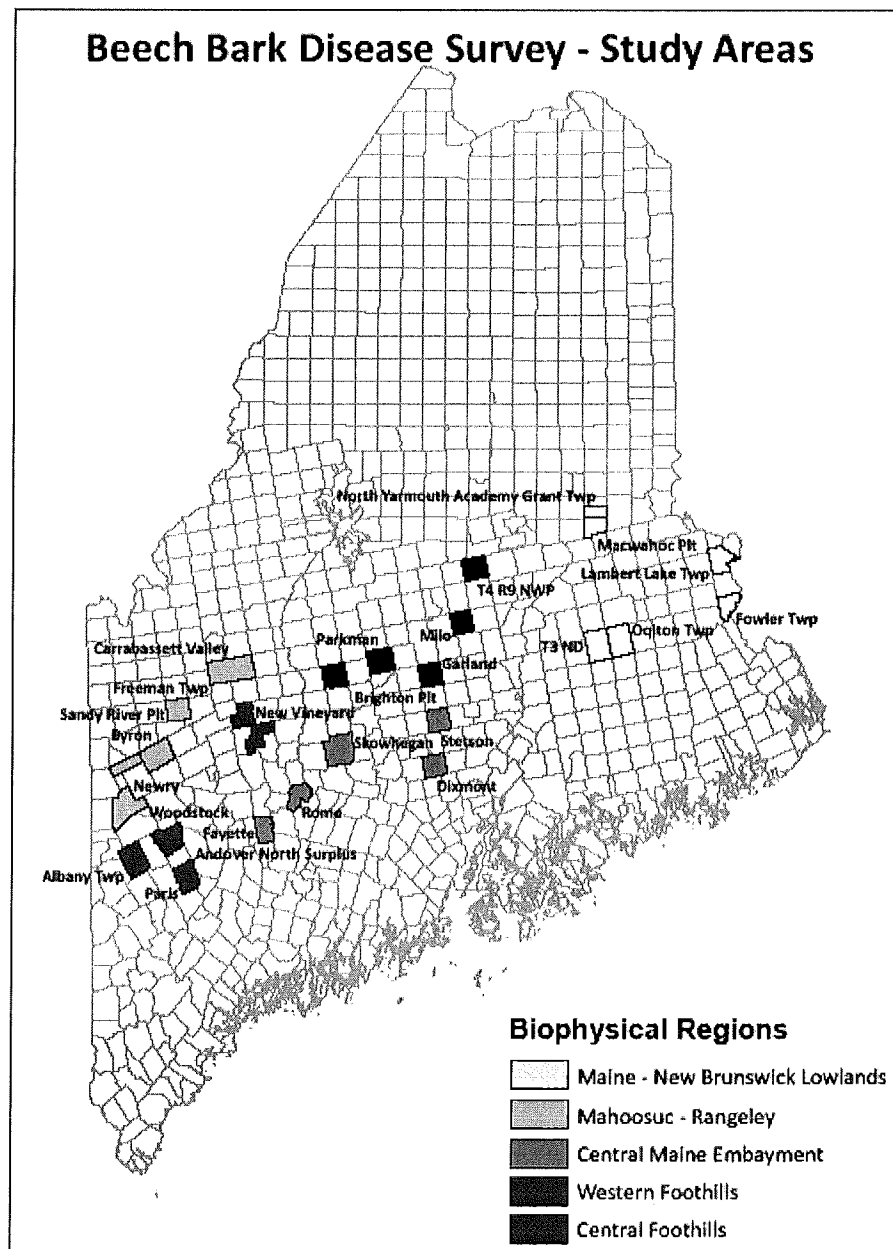 Beech Bark Disease Survey - Study Areas
North Yarmouth Academy Grant Twp
Macwahoc Plt
Lambert Lake Twp
T4 R9 NWP
Fowler Twp
Parkman
Milo
T3 ND
Oqiton Twp
Carrabassett Valley
Garland
Freeman Twp
Brighton Plt
Sandy River Plt
New Vineyard
Byron
Skowhegan
Stetson
Newry
Dixmont
Woodstock
Rome
Fayette
Andover North Surplus
Albany Twp
Paris
Biophysical Regions
Maine - New Brunswick Lowlands
Mahoosuc - Rangeley
Central Maine Embayment
Western Foothills
Central Foothills